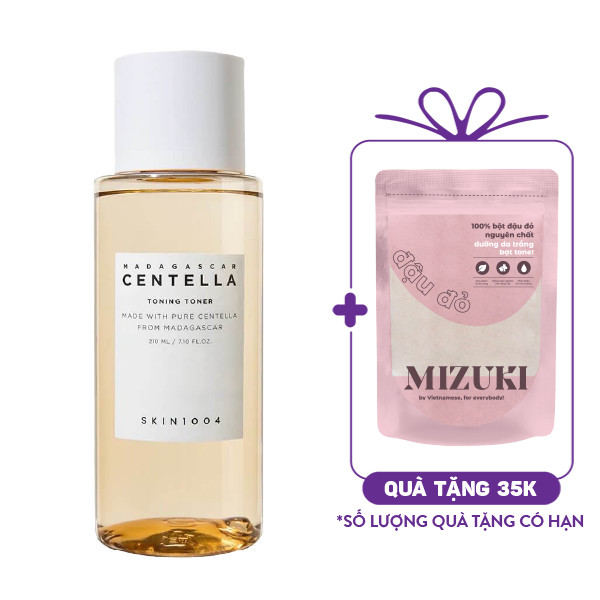 MADAGASCAR
CENTELLA
TONING TONER
MADE WITH PURE CENTELLA
FROM MADAGASCAR
210 ML / 7.10 FL.OZ.
SKIN1004
+
100% bột đậu đỏ
nguyên chất
dưỡng da trắng
bật tone!
đậu đỏ
MIZUKI
by Vietnamese, for everybody!
QUÀ TẶNG 35K
*SỐ LƯỢNG QUÀ TẶNG CÓ HẠN